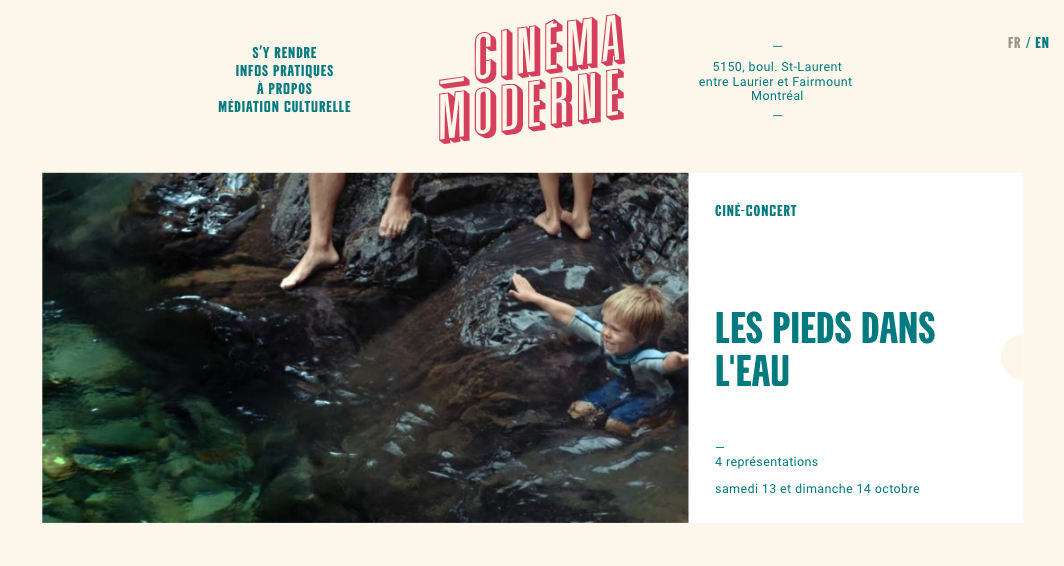 S'Y RENDRE
INFOS PRATIQUES
À PROPOS
MÉDIATION CULTURELLE
_CINÉMA
MODERNE
—
5150, boul. St-Laurent
entre Laurier et Fairmount
Montréal
—
FR / EN
CINÉ-CONCERT
LES PIEDS DANS
L'EAU
—
4 représentations
samedi 13 et dimanche 14 octobre